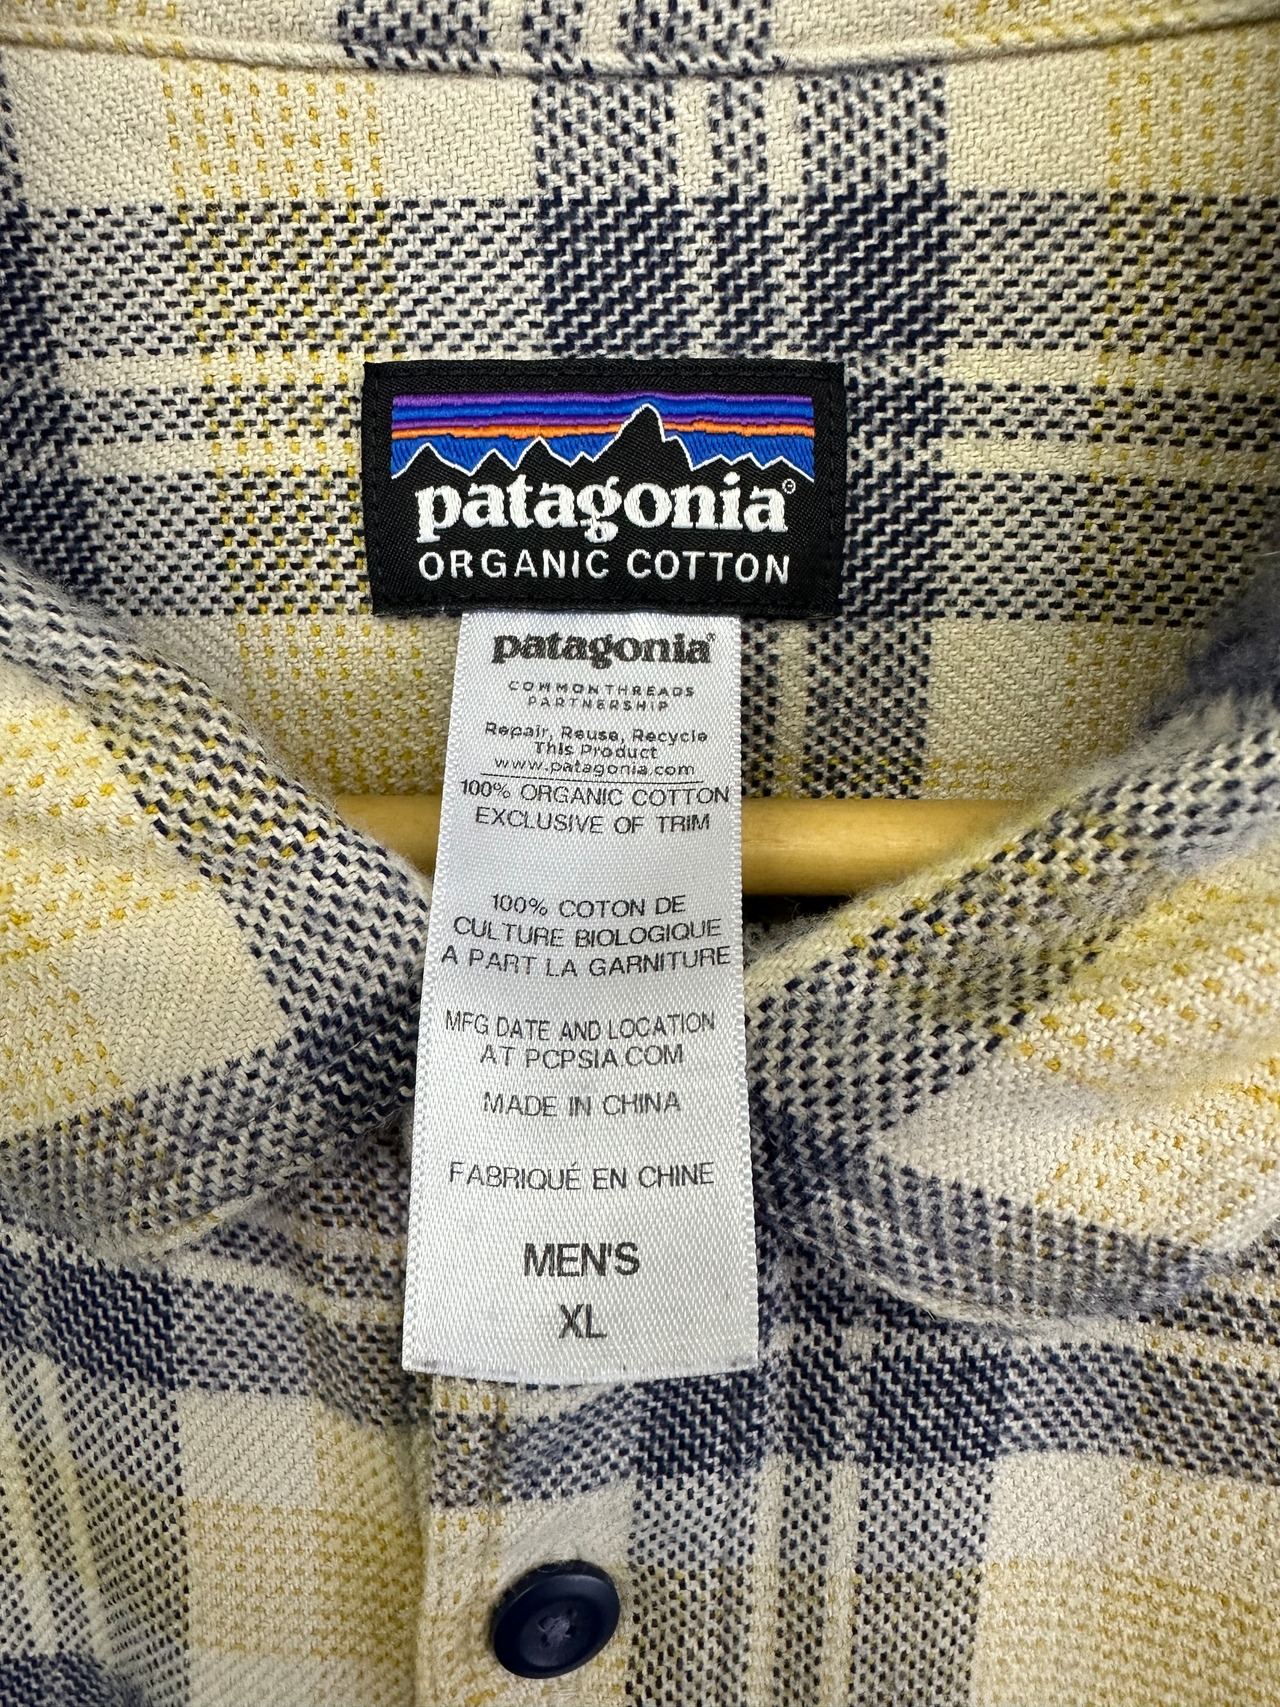 patagonia®
ORGANIC COTTON
patagonia®
COMMONTHREADS
PARTNERSHIP
Repair, Reuse, Recycle
This Product
www.patagonia.com
100% ORGANIC COTTON
EXCLUSIVE OF TRIM
100% COTON DE
CULTURE BIOLOGIQUE
A PART LA GARNITURE
MFG DATE AND LOCATION
AT PCPSIA.COM
MADE IN CHINA
FABRIQUÉ EN CHINE
MEN'S
XL